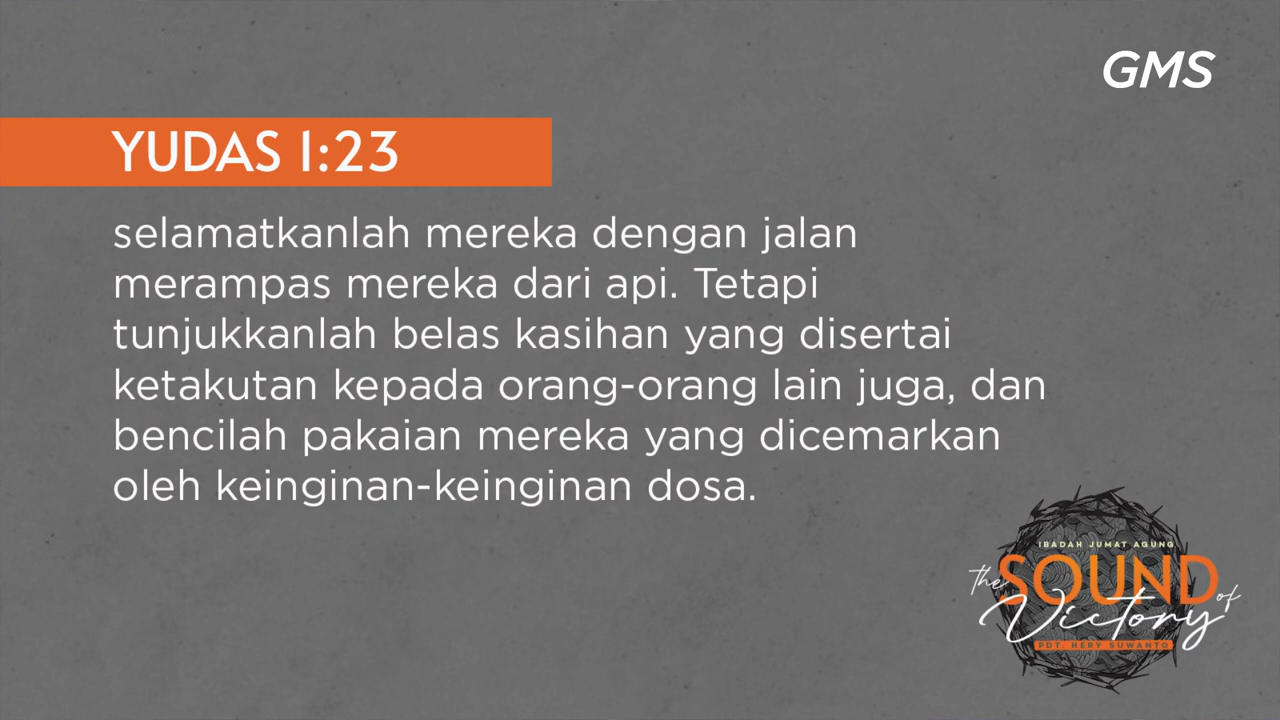 GMS
YUDAS 1:23
selamatkanlah mereka dengan jalan
merampas mereka dari api. Tetapi
tunjukkanlah belas kasihan yang disertai
ketakutan kepada orang-orang lain juga, dan
bencilah pakaian mereka yang dicemarkan
oleh keinginan-keinginan dosa.
IBADAH JUMAT AGUNG
The SOUND of
Victory
PDT. HERY SUWANTO